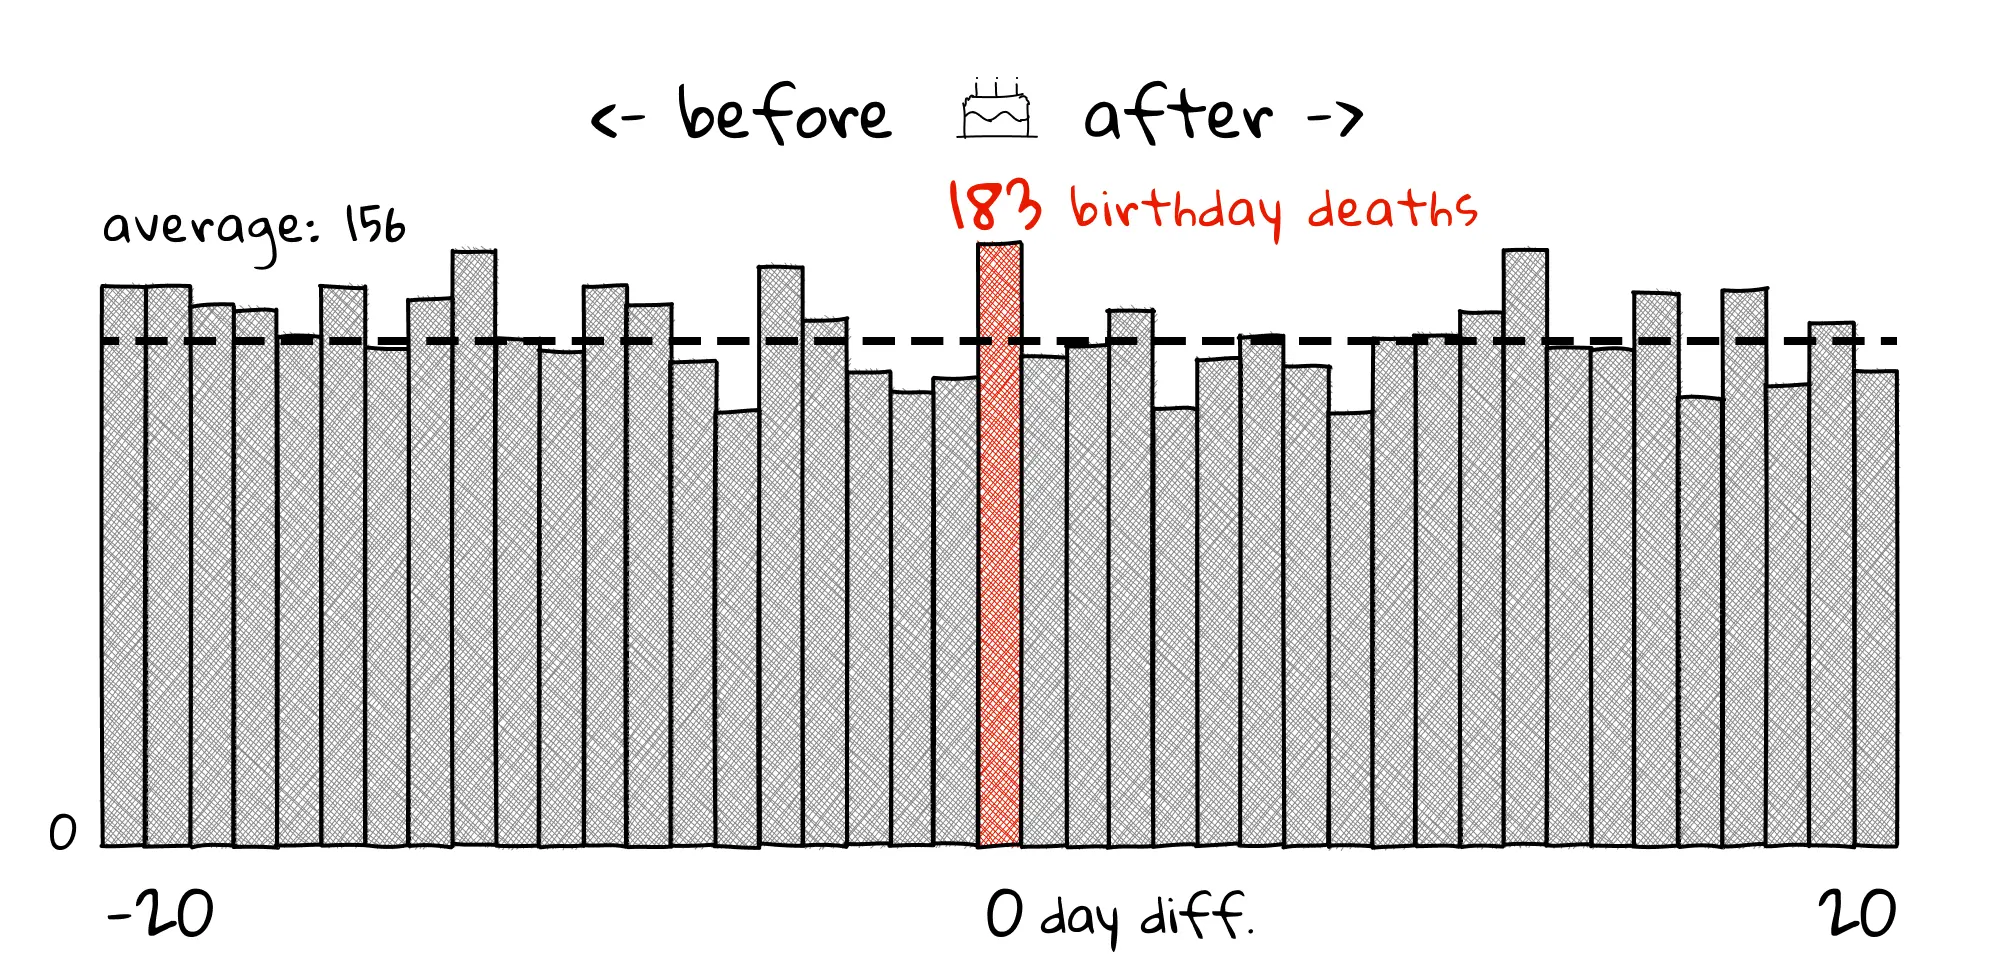 <- before after ->
183 birthday deaths
average: 156
0
-20 0 day diff. 20